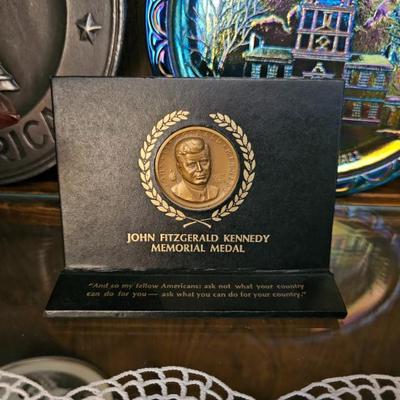 JOHN FITZGERALD KENNEDY
MEMORIAL MEDAL
"And so my fellow Americans: ask not what your country
can do for you — ask what you can do for your country."
RICA